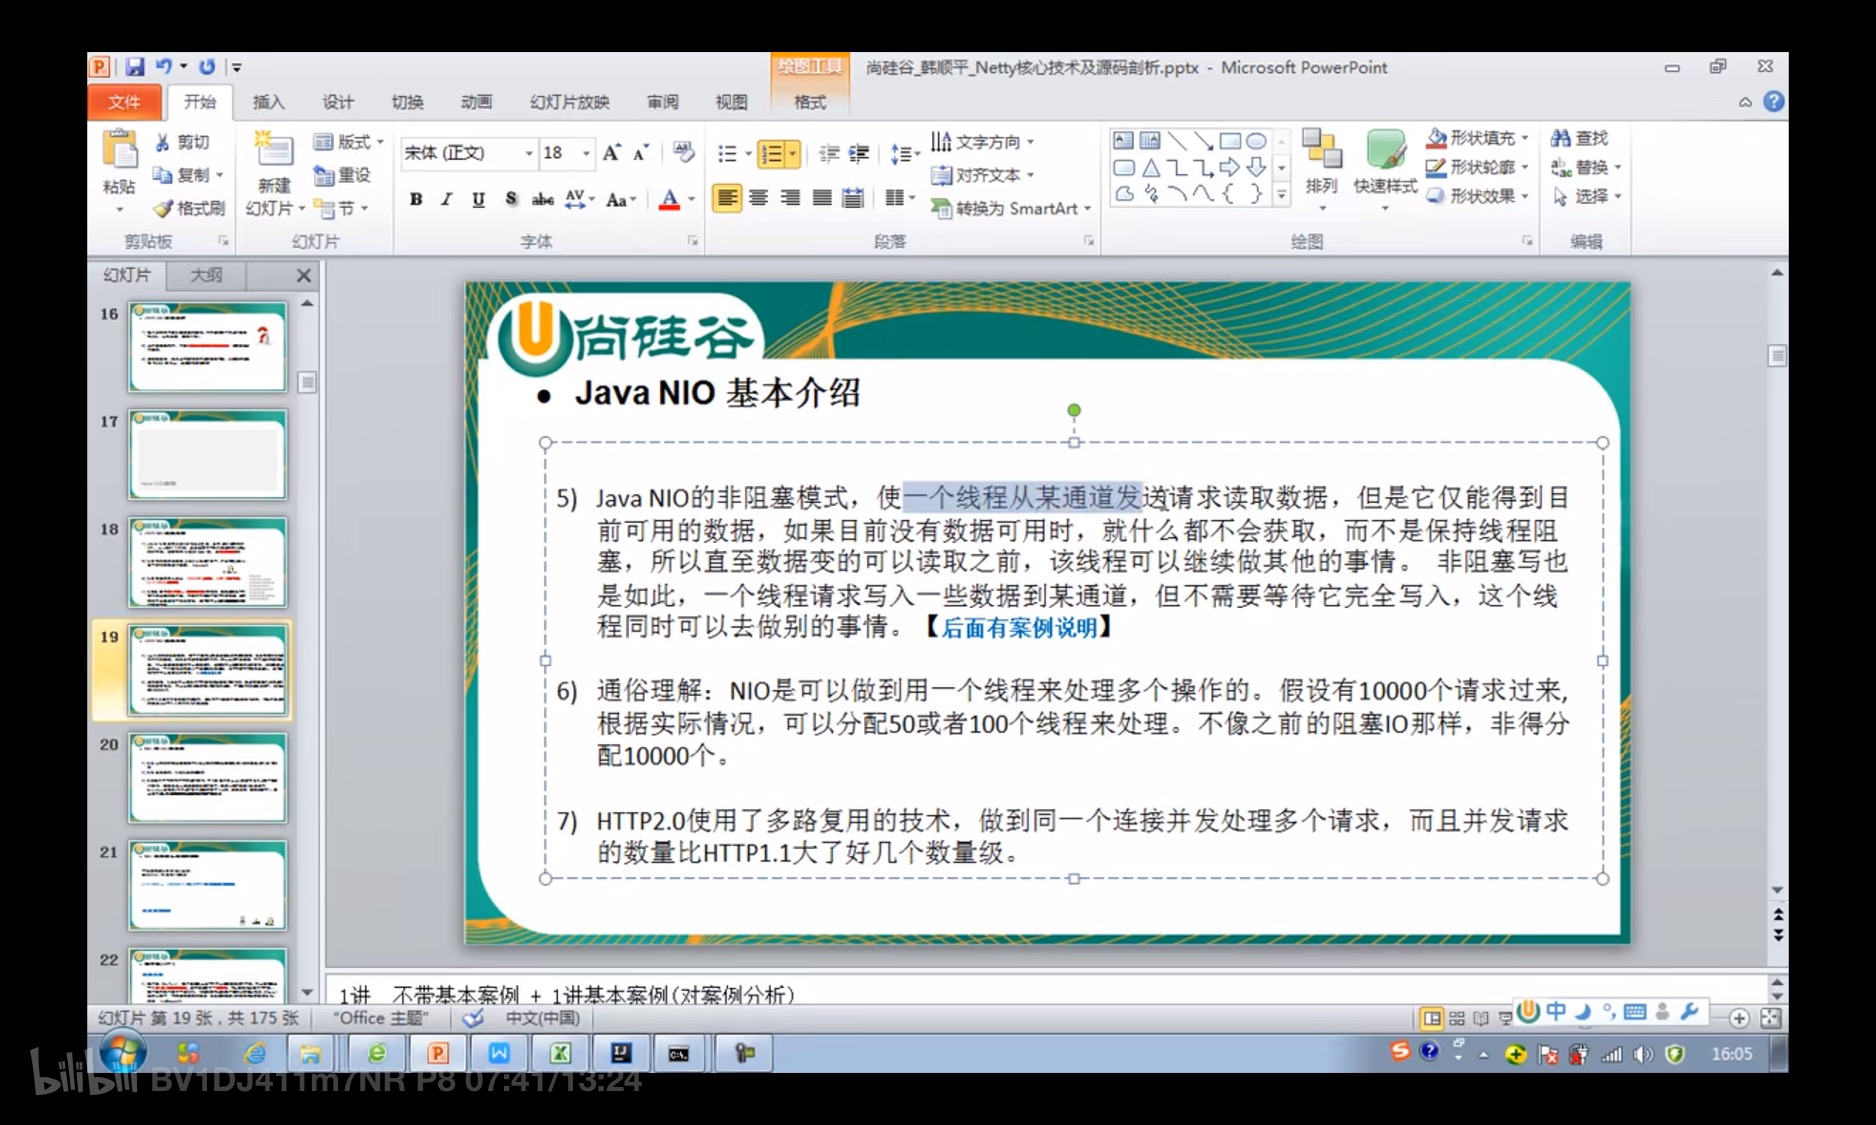 尚硅谷_韩顺平_Netty核心技术及源码剖析.pptx - Microsoft PowerPoint
绘图工具
文件 开始 插入 设计 切换 动画 幻灯片放映 审阅 视图 格式
粘贴 剪切 复制 格式刷
剪贴板
新建幻灯片 版式 重设 节
幻灯片
宋体 (正文) 18
B I U S abc AV Aa A
字体
文字方向
对齐文本
转换为 SmartArt
段落
排列 快速样式
形状填充
形状轮廓
形状效果
绘图
查找
替换
选择
编辑
幻灯片 大纲
16
17
18
19
20
21
22
尚硅谷
● Java NIO 基本介绍
5) Java NIO的非阻塞模式，使一个线程从某通道发送请求读取数据，但是它仅能得到目
前可用的数据，如果目前没有数据可用时，就什么都不会获取，而不是保持线程阻
塞，所以直至数据变的可以读取之前，该线程可以继续做其他的事情。 非阻塞写也
是如此，一个线程请求写入一些数据到某通道，但不需要等待它完全写入，这个线
程同时可以去做别的事情。【后面有案例说明】
6) 通俗理解：NIO是可以做到用一个线程来处理多个操作的。假设有10000个请求过来,
根据实际情况，可以分配50或者100个线程来处理。不像之前的阻塞IO那样，非得分
配10000个。
7) HTTP2.0使用了多路复用的技术，做到同一个连接并发处理多个请求，而且并发请求
的数量比HTTP1.1大了好几个数量级。
1讲 不带基本案例 + 1讲基本案例(对案例分析)
幻灯片 第 19 张，共 175 张 "Office 主题" 中文(中国)
中
16:05
bilibili BV1DJ411m7NR P8 07:41/13:24